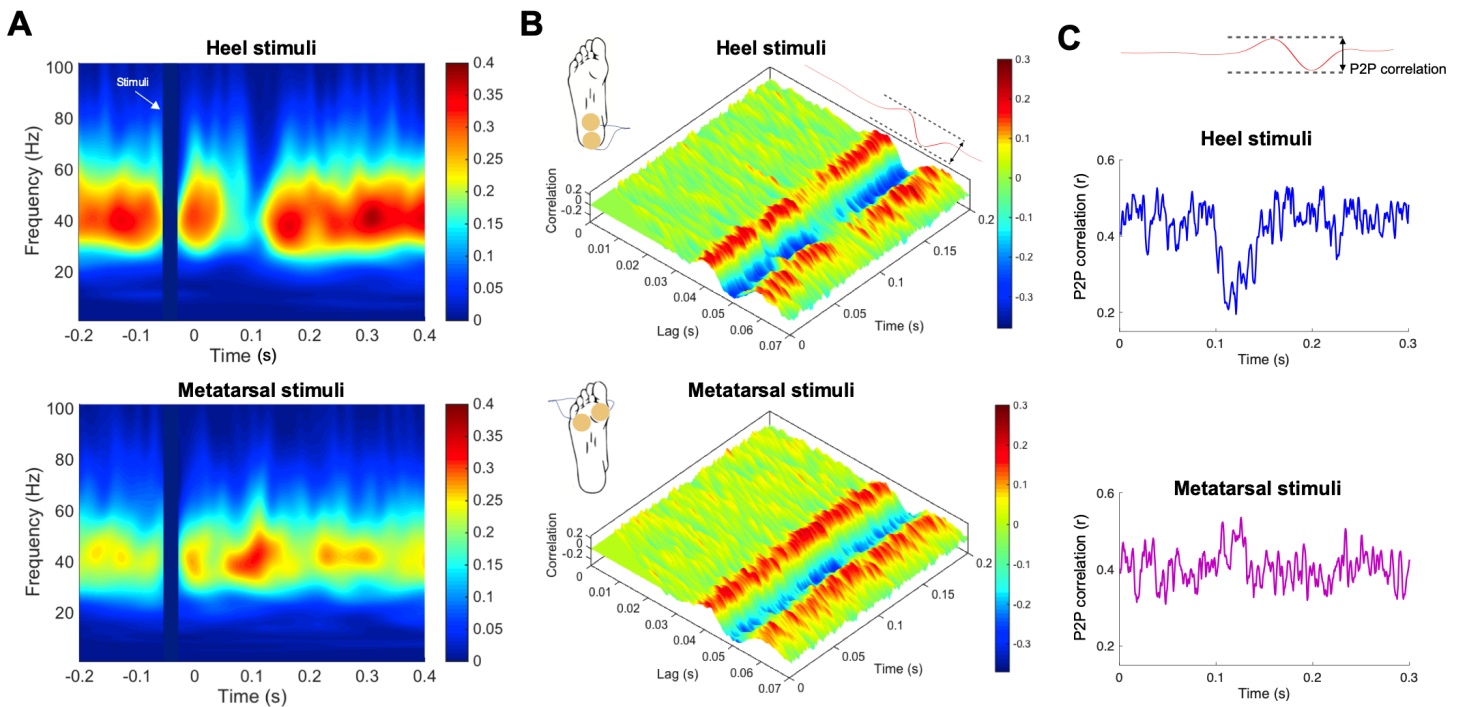 A
Heel stimuli
Stimuli
Frequency (Hz)
100
80
60
40
20
-0.2 -0.1 0 0.1 0.2 0.3 0.4
Time (s)
0.4
0.35
0.3
0.25
0.2
0.15
0.1
0.05
0
Metatarsal stimuli
Frequency (Hz)
100
80
60
40
20
-0.2 -0.1 0 0.1 0.2 0.3 0.4
Time (s)
0.4
0.35
0.3
0.25
0.2
0.15
0.1
0.05
0
B
Heel stimuli
Correlation
0.2
0
-0.2
0
0.01
0.02
0.03
0.04
0.05
0.06
0.07
Lag (s)
0
0.05
0.1
0.15
0.2
Time (s)
0.3
0.2
0.1
0
-0.1
-0.2
-0.3
Metatarsal stimuli
Correlation
0.2
0
-0.2
0
0.01
0.02
0.03
0.04
0.05
0.06
0.07
Lag (s)
0
0.05
0.1
0.15
0.2
Time (s)
0.3
0.2
0.1
0
-0.1
-0.2
-0.3
C
P2P correlation
Heel stimuli
P2P correlation (r)
0.6
0.4
0.2
0 0.1 0.2 0.3
Time (s)
Metatarsal stimuli
P2P correlation (r)
0.6
0.4
0.2
0 0.1 0.2 0.3
Time (s)